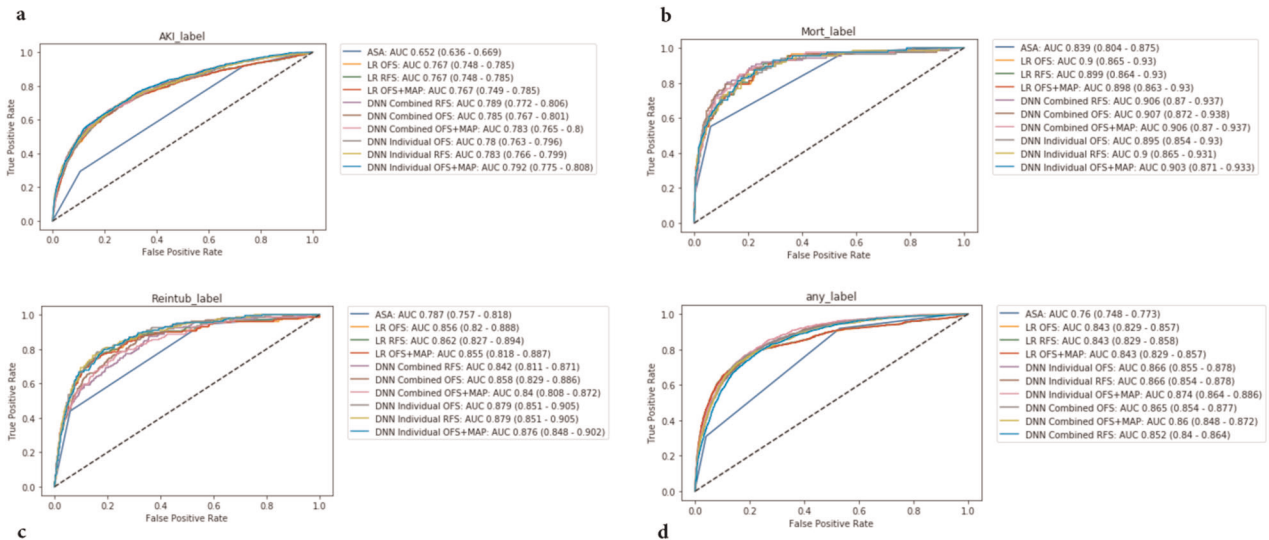 a
AKI_label
True Positive Rate
1.0
0.8
0.6
0.4
0.2
0.0
0.0 0.2 0.4 0.6 0.8 1.0
False Positive Rate
ASA: AUC 0.652 (0.636 - 0.669)
LR OFS: AUC 0.767 (0.748 - 0.785)
LR RFS: AUC 0.767 (0.748 - 0.785)
LR OFS+MAP: AUC 0.767 (0.749 - 0.785)
DNN Combined RFS: AUC 0.789 (0.772 - 0.806)
DNN Combined OFS: AUC 0.785 (0.767 - 0.801)
DNN Combined OFS+MAP: AUC 0.783 (0.765 - 0.8)
DNN Individual OFS: AUC 0.78 (0.763 - 0.796)
DNN Individual RFS: AUC 0.783 (0.766 - 0.799)
DNN Individual OFS+MAP: AUC 0.792 (0.775 - 0.808)
b
Mort_label
True Positive Rate
1.0
0.8
0.6
0.4
0.2
0.0
0.0 0.2 0.4 0.6 0.8 1.0
False Positive Rate
ASA: AUC 0.839 (0.804 - 0.875)
LR OFS: AUC 0.9 (0.865 - 0.93)
LR RFS: AUC 0.899 (0.864 - 0.93)
LR OFS+MAP: AUC 0.898 (0.863 - 0.93)
DNN Combined RFS: AUC 0.906 (0.87 - 0.937)
DNN Combined OFS: AUC 0.907 (0.872 - 0.938)
DNN Combined OFS+MAP: AUC 0.906 (0.87 - 0.937)
DNN Individual OFS: AUC 0.895 (0.854 - 0.93)
DNN Individual RFS: AUC 0.9 (0.865 - 0.931)
DNN Individual OFS+MAP: AUC 0.903 (0.871 - 0.933)
Reintub_label
True Positive Rate
1.0
0.8
0.6
0.4
0.2
0.0
0.0 0.2 0.4 0.6 0.8 1.0
False Positive Rate
ASA: AUC 0.787 (0.757 - 0.818)
LR OFS: AUC 0.856 (0.82 - 0.888)
LR RFS: AUC 0.862 (0.827 - 0.894)
LR OFS+MAP: AUC 0.855 (0.818 - 0.887)
DNN Combined RFS: AUC 0.842 (0.811 - 0.871)
DNN Combined OFS: AUC 0.858 (0.829 - 0.886)
DNN Combined OFS+MAP: AUC 0.84 (0.808 - 0.872)
DNN Individual OFS: AUC 0.879 (0.851 - 0.905)
DNN Individual RFS: AUC 0.879 (0.851 - 0.905)
DNN Individual OFS+MAP: AUC 0.876 (0.848 - 0.902)
c
any_label
True Positive Rate
1.0
0.8
0.6
0.4
0.2
0.0
0.0 0.2 0.4 0.6 0.8 1.0
False Positive Rate
ASA: AUC 0.76 (0.748 - 0.773)
LR OFS: AUC 0.843 (0.829 - 0.857)
LR RFS: AUC 0.843 (0.829 - 0.858)
LR OFS+MAP: AUC 0.843 (0.829 - 0.857)
DNN Individual OFS: AUC 0.866 (0.855 - 0.878)
DNN Individual RFS: AUC 0.866 (0.854 - 0.878)
DNN Individual OFS+MAP: AUC 0.874 (0.864 - 0.886)
DNN Combined OFS: AUC 0.865 (0.854 - 0.877)
DNN Combined OFS+MAP: AUC 0.86 (0.848 - 0.872)
DNN Combined RFS: AUC 0.852 (0.84 - 0.864)
d